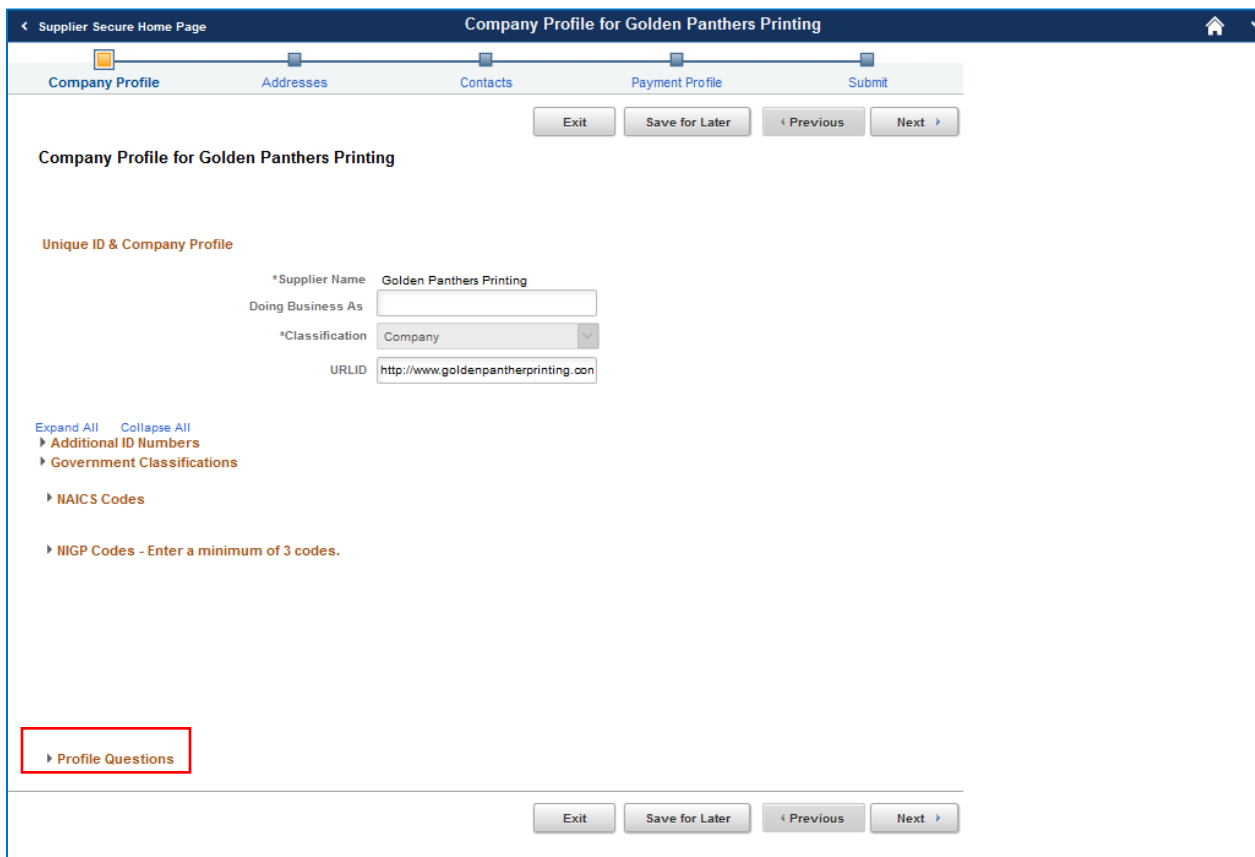 Supplier Secure Home Page Company Profile for Golden Panthers Printing
Company Profile Addresses Contacts Payment Profile Submit
Exit Save for Later Previous Next
Company Profile for Golden Panthers Printing
Unique ID & Company Profile
*Supplier Name Golden Panthers Printing
Doing Business As
*Classification Company
URLID http://www.goldenpantherprinting.con
Expand All Collapse All
Additional ID Numbers
Government Classifications
NAICS Codes
NIGP Codes - Enter a minimum of 3 codes.
Profile Questions
Exit Save for Later Previous Next